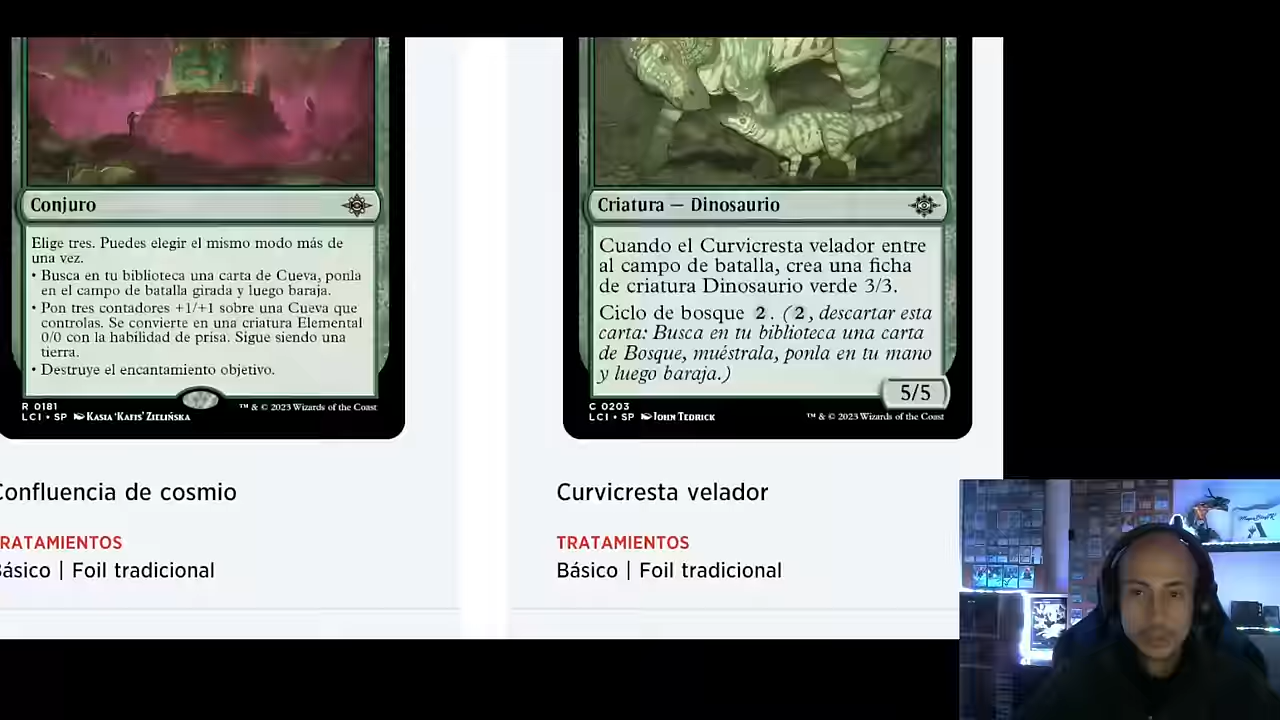 Conjuro
Elige tres. Puedes elegir el mismo modo más de
una vez.
• Busca en tu biblioteca una carta de Cueva, ponla
en el campo de batalla girada y luego baraja.
• Pon tres contadores +1/+1 sobre una Cueva que
controlas. Se convierte en una criatura Elemental
0/0 con la habilidad de prisa. Sigue siendo una
tierra.
• Destruye el encantamiento objetivo.
R 0181
LCI • SP Kasia 'Kafis' Zielińska
™ & © 2023 Wizards of the Coast
Confluencia de cosmio
RATAMIENTOS
Básico | Foil tradicional
Criatura — Dinosaurio
Cuando el Curvicresta velador entre
al campo de batalla, crea una ficha
de criatura Dinosaurio verde 3/3.
Ciclo de bosque 2. (2, descartar esta
carta: Busca en tu biblioteca una carta
de Bosque, muéstrala, ponla en tu mano
y luego baraja.)
5/5
C 0203
LCI • SP John Tedrick
™ & © 2023 Wizards of the Coast
Curvicresta velador
TRATAMIENTOS
Básico | Foil tradicional